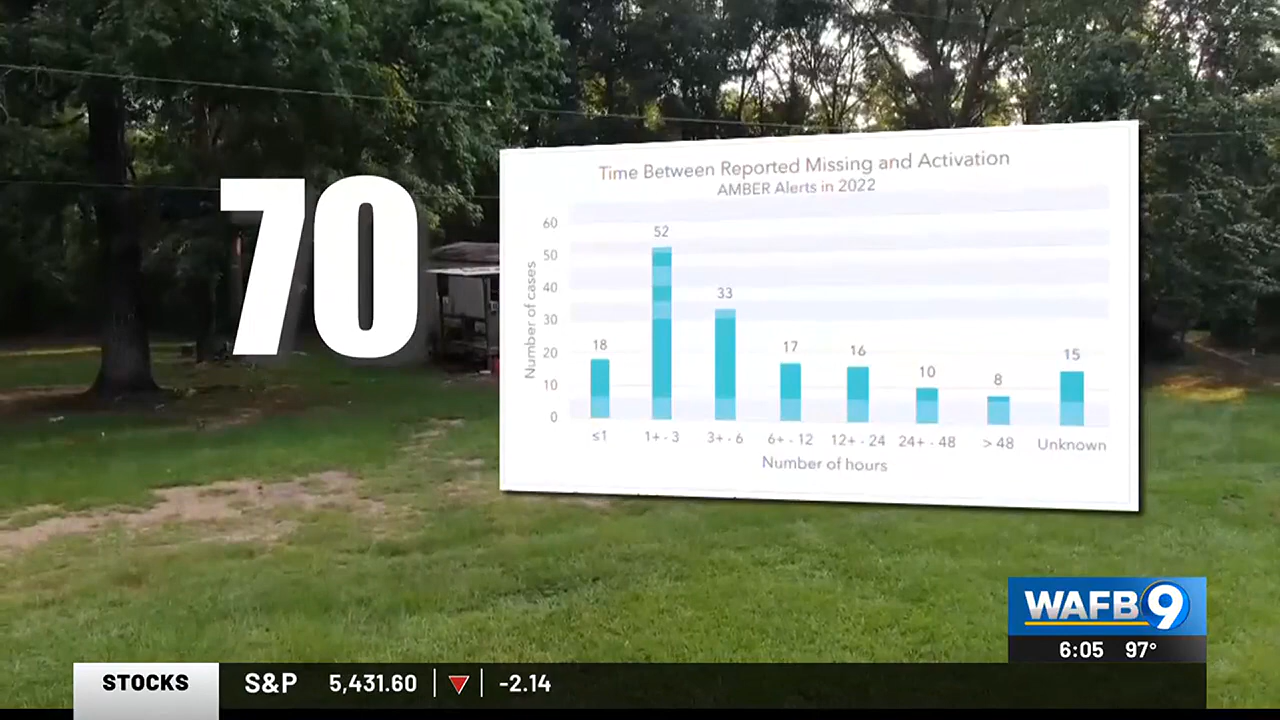 70
Time Between Reported Missing and Activation
AMBER Alerts in 2022
Number of cases
60
50
40
30
20
10
0
18
52
33
17
16
10
8
15
≤1
1+ - 3
3+ - 6
6+ - 12
12+ - 24
24+ - 48
> 48
Unknown
Number of hours
WAFB 9
6:05 97°
STOCKS S&P 5,431.60 -2.14